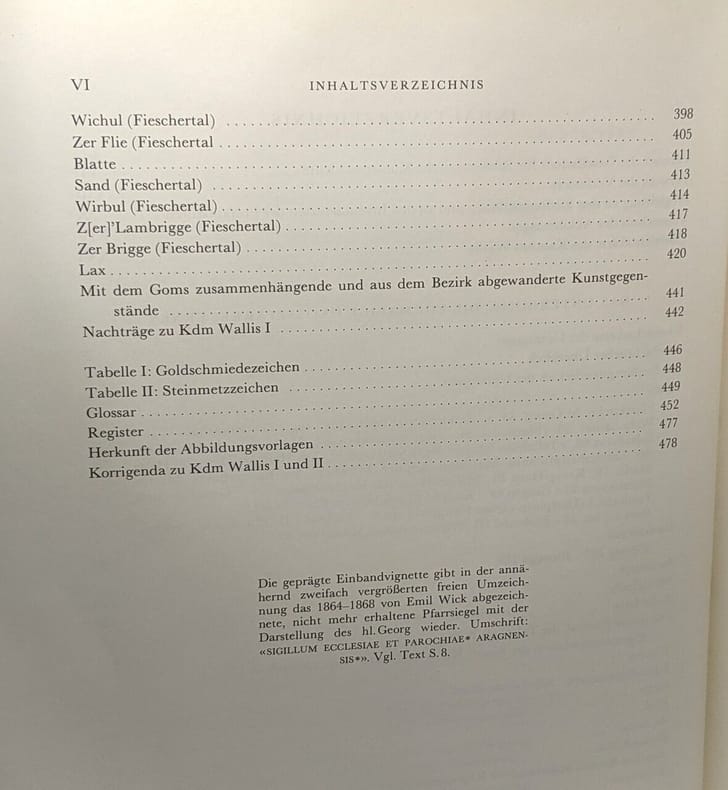 VI INHALTSVERZEICHNIS
Wichul (Fieschertal) . . . . . . . . . . 398
Zer Flie (Fieschertal . . . . . . . . . . 405
Blatte . . . . . . . . . . 411
Sand (Fieschertal) . . . . . . . . . . 413
Wirbul (Fieschertal) . . . . . . . . . . 414
Z[er]’Lambrigge (Fieschertal) . . . . . . . . . . 417
Zer Brigge (Fieschertal) . . . . . . . . . . 418
Lax . . . . . . . . . . 420
Mit dem Goms zusammenhängende und aus dem Bezirk abgewanderte Kunstgegen-
stände . . . . . . . . . . 441
Nachträge zu Kdm Wallis I . . . . . . . . . . 442
Tabelle I: Goldschmiedezeichen . . . . . . . . . . 446
Tabelle II: Steinmetzzeichen . . . . . . . . . . 448
Glossar . . . . . . . . . . 449
Register . . . . . . . . . . 452
Herkunft der Abbildungsvorlagen . . . . . . . . . . 477
Korrigenda zu Kdm Wallis I und II . . . . . . . . . . 478
Die geprägte Einbandvignette gibt in der annä-
hernd zweifach vergrößerten freien Umzeich-
nung das 1864–1868 von Emil Wick abgezeich-
nete, nicht mehr erhaltene Pfarrsiegel mit der
Darstellung des hl. Georg wieder. Umschrift:
«SIGILLUM ECCLESIAE ET PAROCHIAE* ARAGNEN-
SIS*». Vgl. Text S. 8.